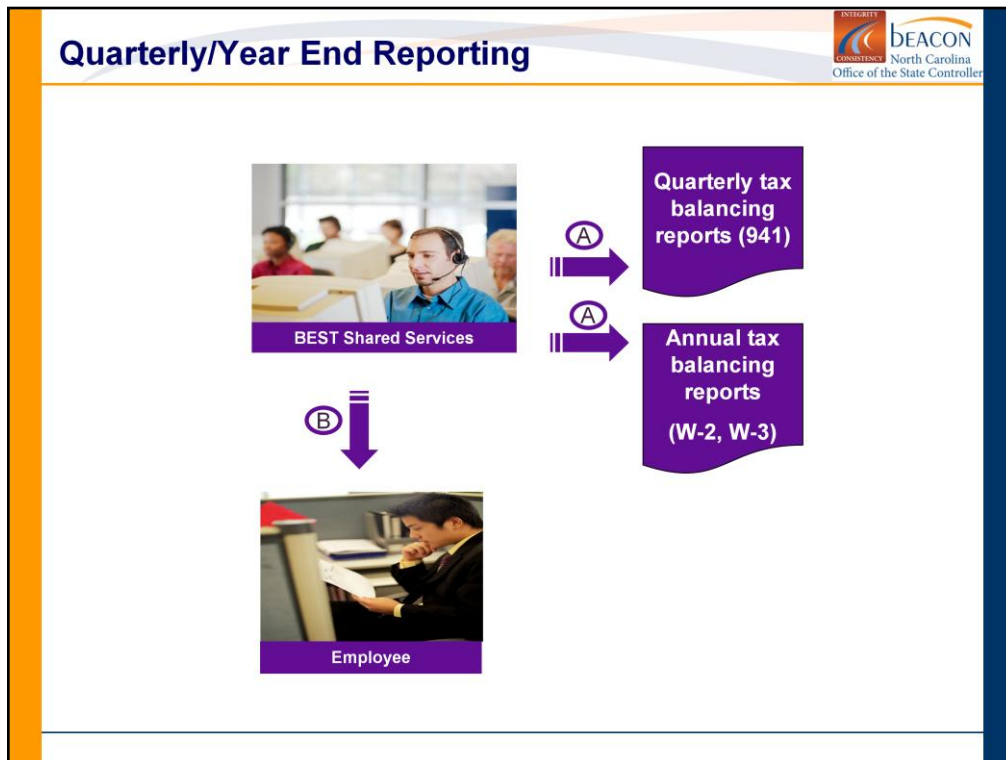 Quarterly/Year End Reporting
INTEGRITY
CONSISTENCY
bEACON
North Carolina
Office of the State Controller
BEST Shared Services
A
Quarterly tax
balancing
reports (941)
A
Annual tax
balancing
reports
(W-2, W-3)
B
Employee